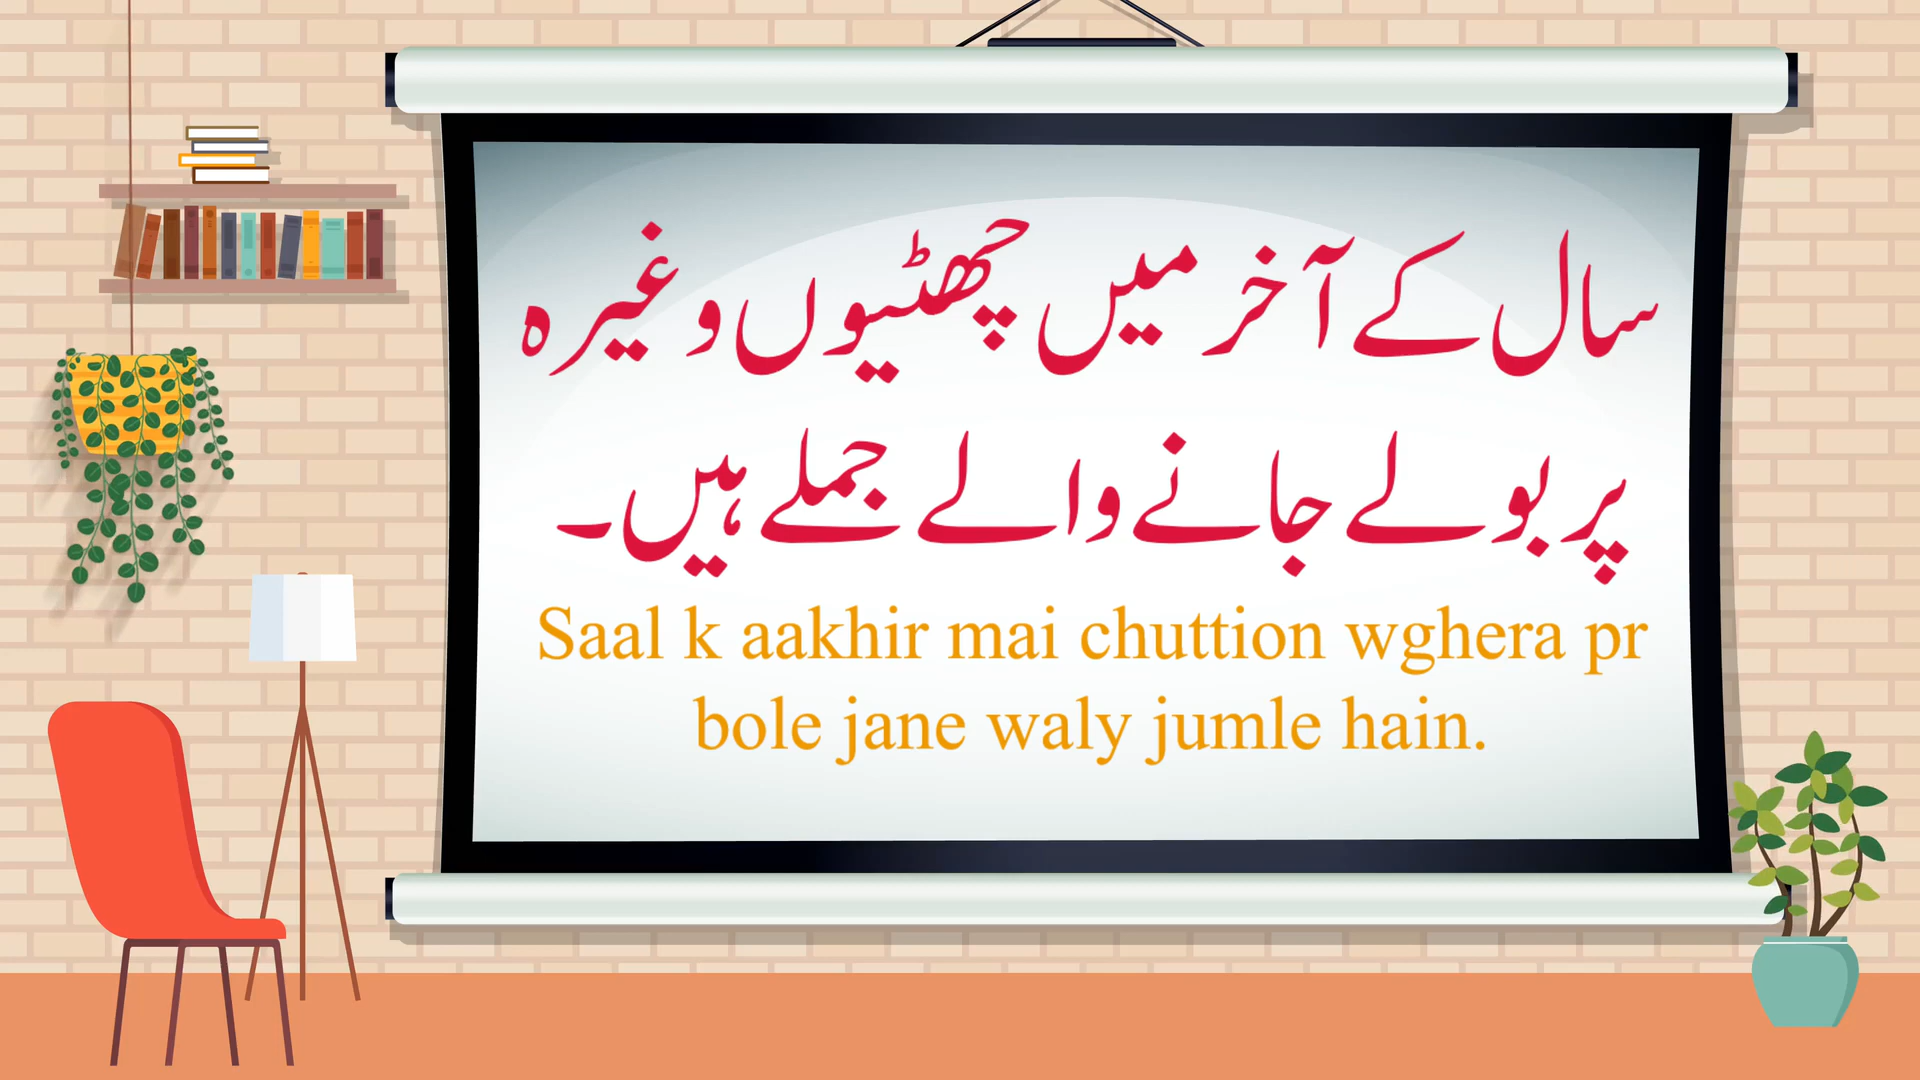 سال کے آخر میں چھٹیوں وغیرہ
پر بولے جانے والے جملے ہیں۔
Saal k aakhir mai chuttion wghera pr
bole jane waly jumle hain.